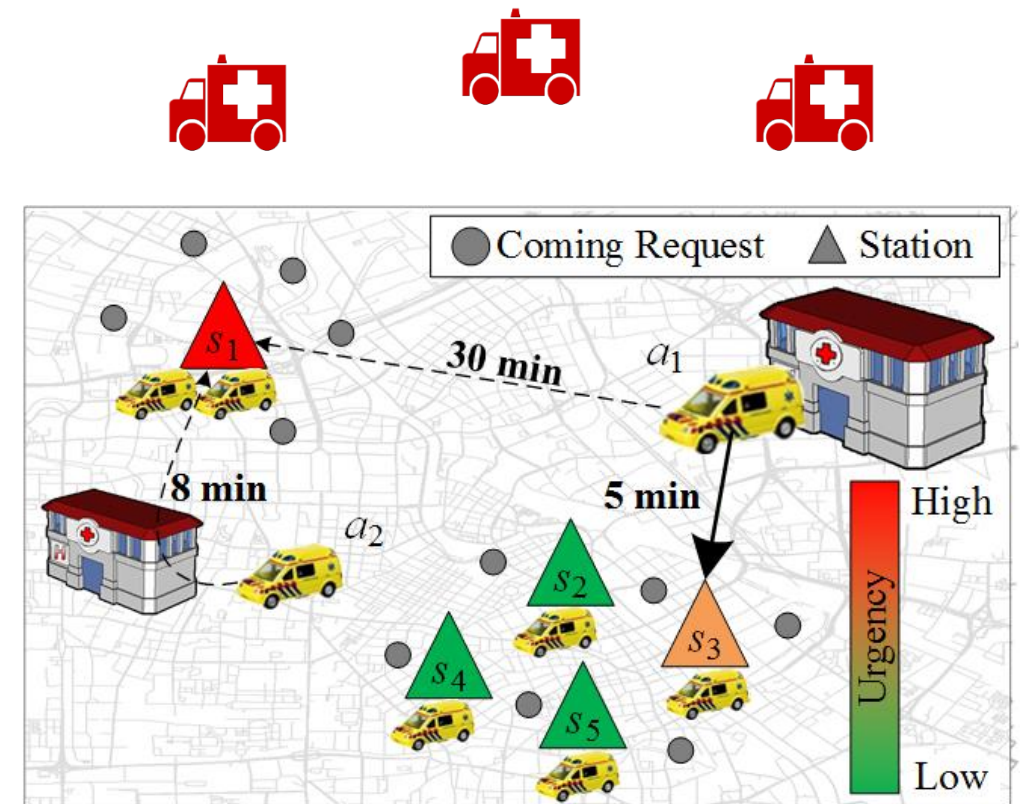 Coming Request
Station
s1
30 min
a1
8 min
a2
5 min
High
Urgency
Low
s2
s3
s4
s5
H